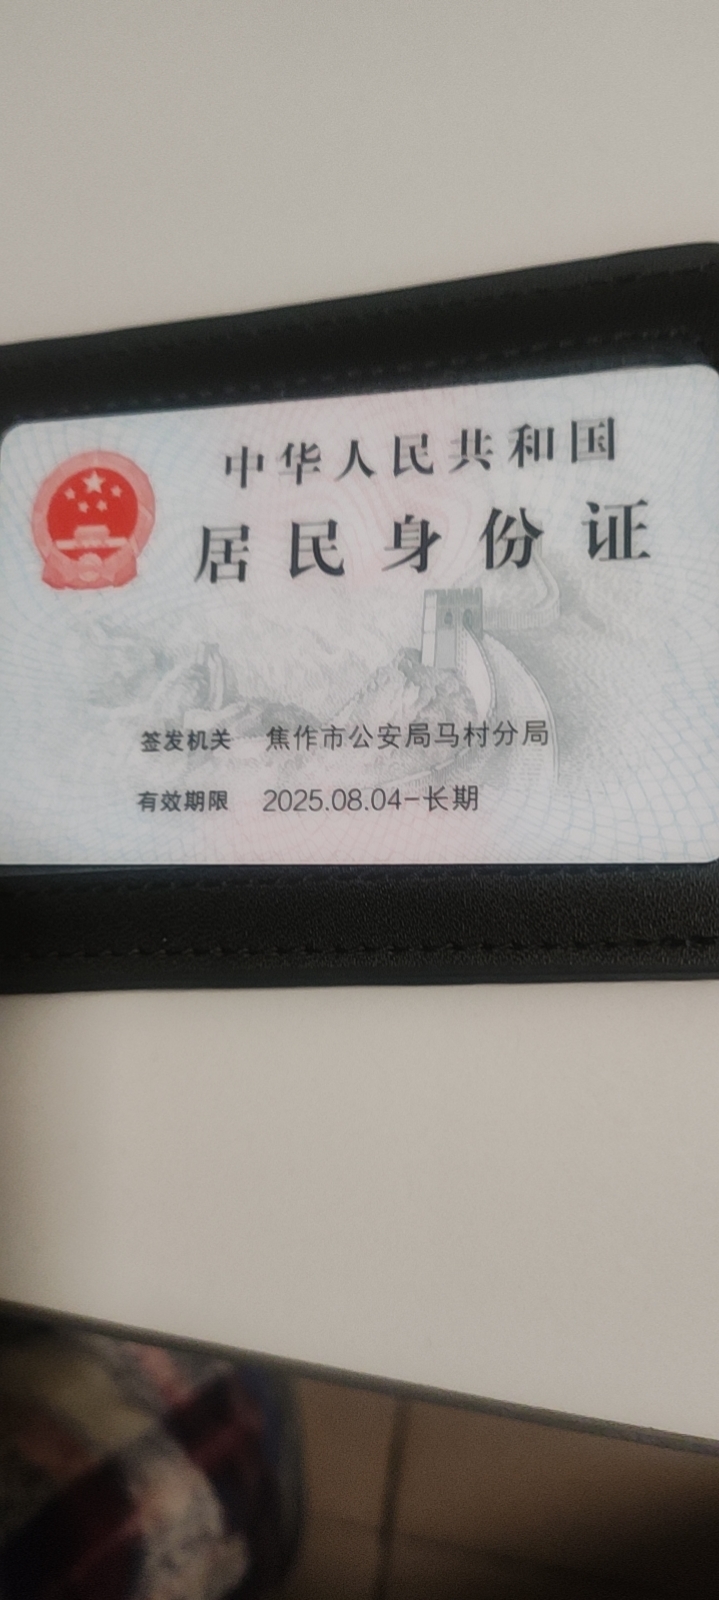 中华人民共和国
居民身份证
签发机关 焦作市公安局马村分局
有效期限 2025.08.04-长期